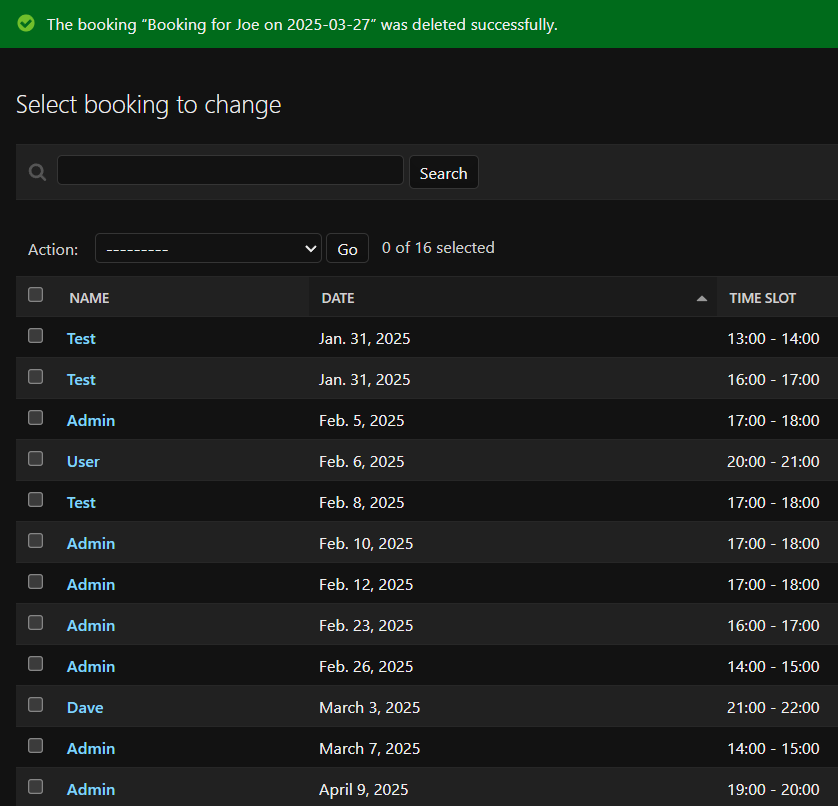 The booking “Booking for Joe on 2025-03-27” was deleted successfully.
Select booking to change
Search
Action: --------- Go 0 of 16 selected
NAME DATE TIME SLOT
Test Jan. 31, 2025 13:00 - 14:00
Test Jan. 31, 2025 16:00 - 17:00
Admin Feb. 5, 2025 17:00 - 18:00
User Feb. 6, 2025 20:00 - 21:00
Test Feb. 8, 2025 17:00 - 18:00
Admin Feb. 10, 2025 17:00 - 18:00
Admin Feb. 12, 2025 17:00 - 18:00
Admin Feb. 23, 2025 16:00 - 17:00
Admin Feb. 26, 2025 14:00 - 15:00
Dave March 3, 2025 21:00 - 22:00
Admin March 7, 2025 14:00 - 15:00
Admin April 9, 2025 19:00 - 20:00